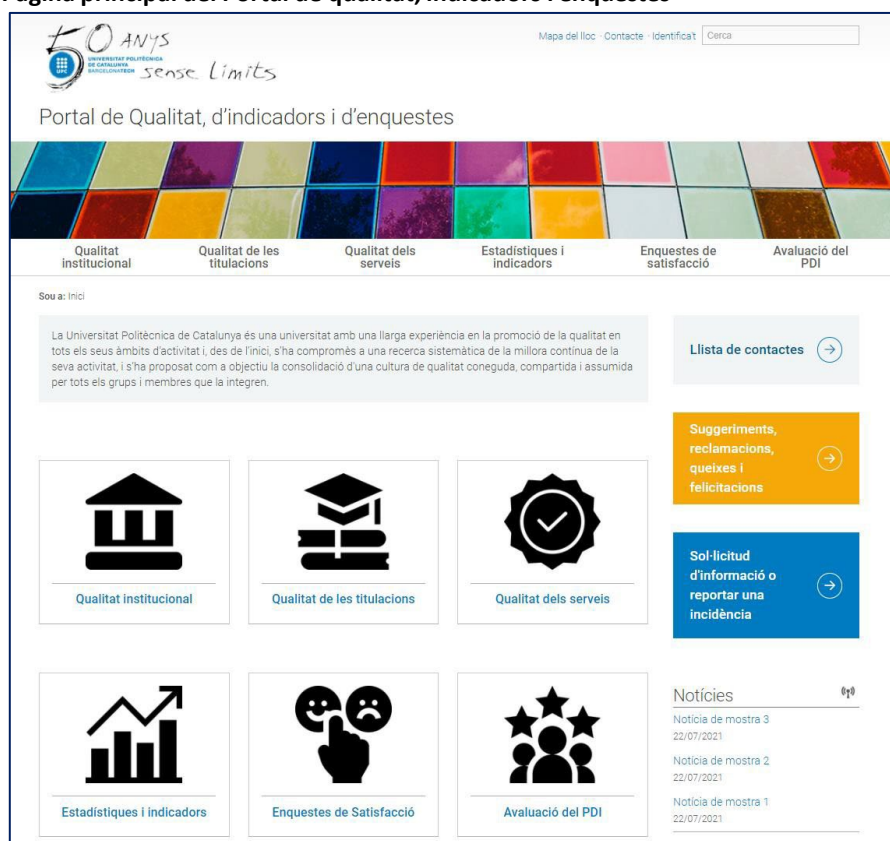 Pàgina principal del Portal de qualitat, indicadors i enquestes
50 ANYS
UNIVERSITAT POLITÈCNICA
DE CATALUNYA
BARCELONATECH
UPC
sense límits
Mapa del lloc · Contacte · Identifica't
Cerca
Portal de Qualitat, d'indicadors i d'enquestes
Qualitat
institucional
Qualitat de les
titulacions
Qualitat dels
serveis
Estadístiques i
indicadors
Enquestes de
satisfacció
Avaluació del
PDI
Sou a: Inici
La Universitat Politècnica de Catalunya és una universitat amb una llarga experiència en la promoció de la qualitat en
tots els seus àmbits d'activitat i, des de l'inici, s'ha compromès a una recerca sistemàtica de la millora contínua de la
seva activitat, i s'ha proposat com a objectiu la consolidació d'una cultura de qualitat coneguda, compartida i assumida
per tots els grups i membres que la integren.
Llista de contactes
Suggeriments,
reclamacions,
queixes i
felicitacions
Sol·licitud
d'informació o
reportar una
incidència
Qualitat institucional
Qualitat de les titulacions
Qualitat dels serveis
Estadístiques i indicadors
Enquestes de Satisfacció
Avaluació del PDI
Notícies
Notícia de mostra 3
22/07/2021
Notícia de mostra 2
22/07/2021
Notícia de mostra 1
22/07/2021